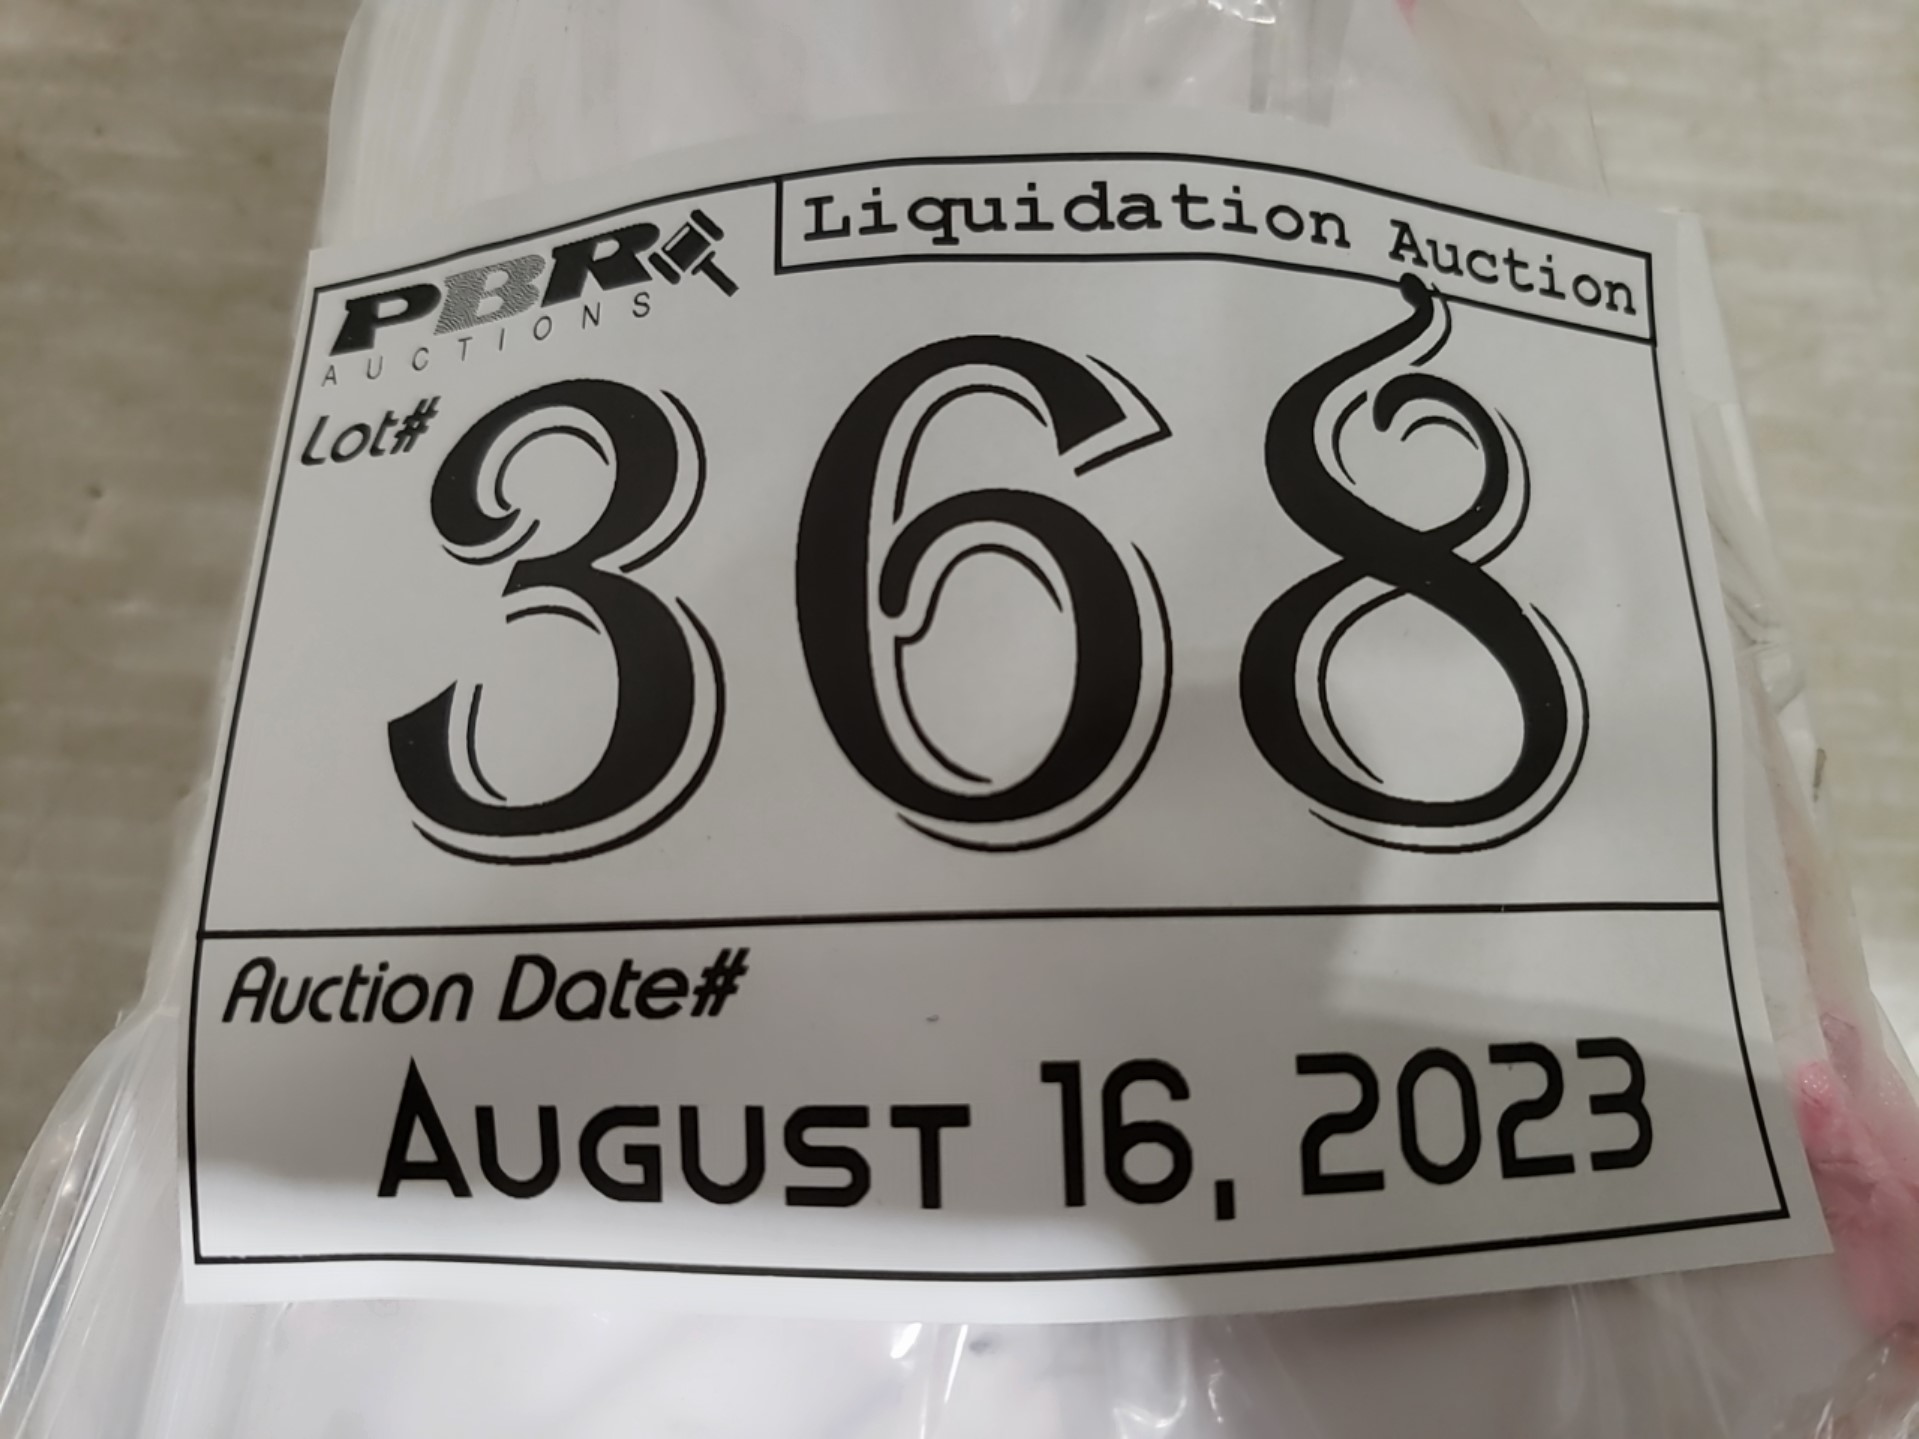 PBR
AUCTIONS
Liquidation Auction
Lot# 368
Auction Date#
AUGUST 16, 2023